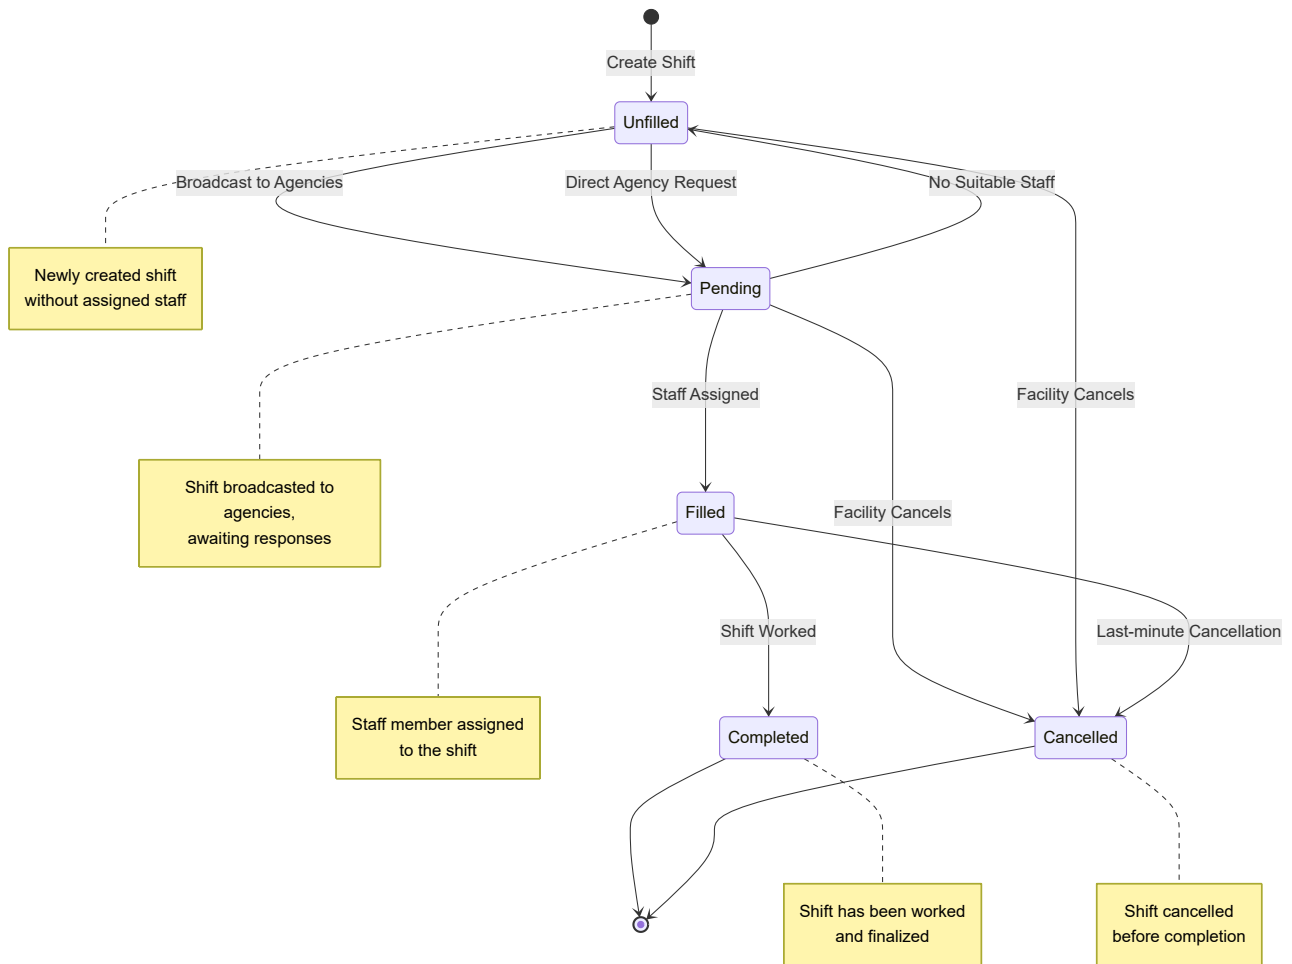 Create Shift
Unfilled
Broadcast to Agencies
Direct Agency Request
No Suitable Staff
Newly created shift
without assigned staff
Pending
Staff Assigned
Facility Cancels
Shift broadcasted to
agencies,
awaiting responses
Filled
Facility Cancels
Shift Worked
Last-minute Cancellation
Staff member assigned
to the shift
Completed
Cancelled
Shift has been worked
and finalized
Shift cancelled
before completion